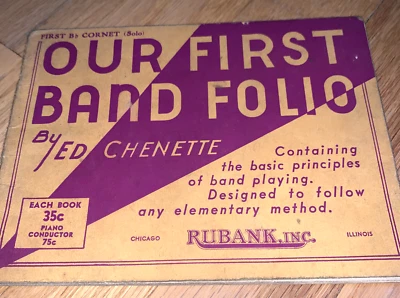 FIRST B♭ CORNET (Solo)
OUR FIRST
BAND FOLIO
By ED CHENETTE
Containing
the basic principles
of band playing.
Designed to follow
any elementary method.
EACH BOOK
35c
PIANO
CONDUCTOR
75c
CHICAGO
RUBANK, INC.
ILLINOIS